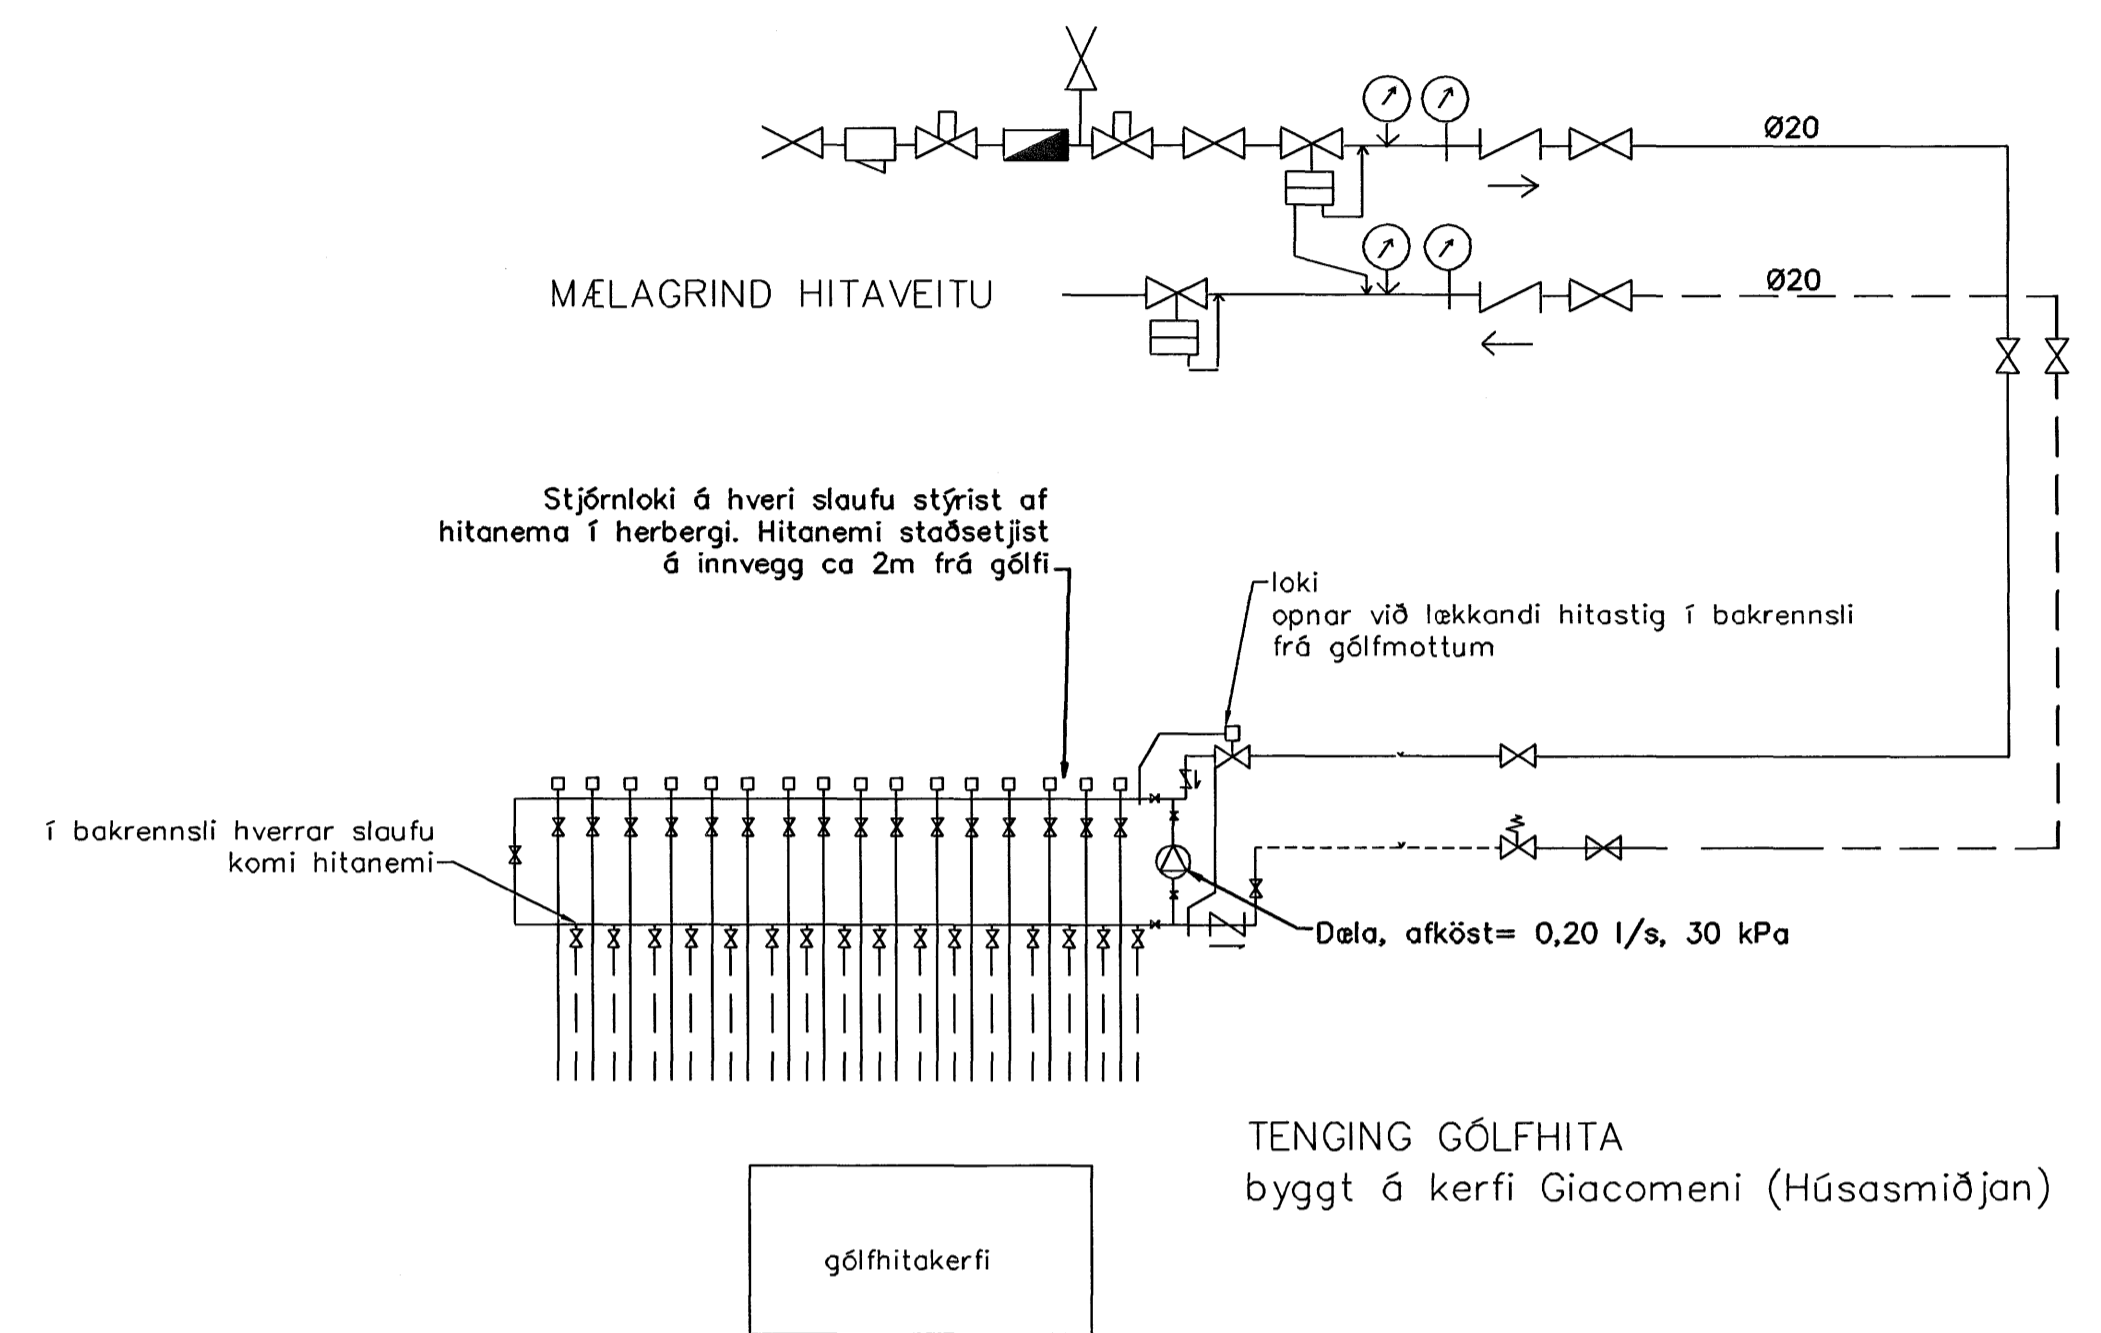 Ø20
MÆLAGRIND HITAVEITU
Ø20
Stjórnloki á hveri slaufu stýrist af
hitanema í herbergi. Hitanemi staðsetjist
á innvegg ca 2m frá gólfi
loki
opnar við lækkandi hitastig í bakrennsli
frá gólfmottum
í bakrennsli hverrar slaufu
komi hitanemi
Dæla, afköst= 0,20 l/s, 30 kPa
TENGING GÓLFHITA
byggt á kerfi Giacomeni (Húsasmiðjan)
gólfhitakerfi